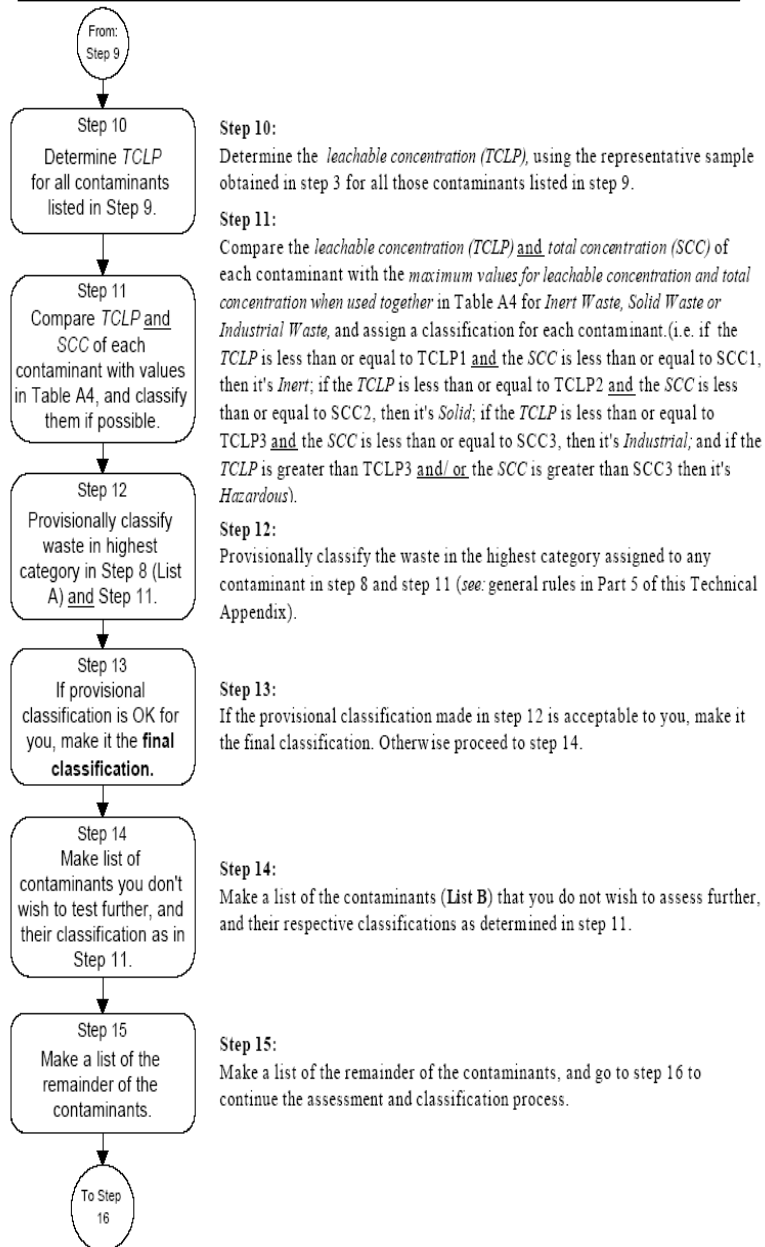 From:
Step 9
Step 10
Determine TCLP
for all contaminants
listed in Step 9.
Step 10:
Determine the leachable concentration (TCLP), using the representative sample
obtained in step 3 for all those contaminants listed in step 9.
Step 11
Compare TCLP and
SCC of each
contaminant with values
in Table A4, and classify
them if possible.
Step 11:
Compare the leachable concentration (TCLP) and total concentration (SCC) of
each contaminant with the maximum values for leachable concentration and total
concentration when used together in Table A4 for Inert Waste, Solid Waste or
Industrial Waste, and assign a classification for each contaminant.(i.e. if the
TCLP is less than or equal to TCLP1 and the SCC is less than or equal to SCC1,
then it's Inert; if the TCLP is less than or equal to TCLP2 and the SCC is less
than or equal to SCC2, then it's Solid; if the TCLP is less than or equal to
TCLP3 and the SCC is less than or equal to SCC3, then it's Industrial; and if the
TCLP is greater than TCLP3 and/ or the SCC is greater than SCC3 then it's
Hazardous).
Step 12
Provisionally classify
waste in highest
category in Step 8 (List
A) and Step 11.
Step 12:
Provisionally classify the waste in the highest category assigned to any
contaminant in step 8 and step 11 (see: general rules in Part 5 of this Technical
Appendix).
Step 13
If provisional
classification is OK for
you, make it the final
classification.
Step 13:
If the provisional classification made in step 12 is acceptable to you, make it
the final classification. Otherwise proceed to step 14.
Step 14
Make list of
contaminants you don't
wish to test further, and
their classification as in
Step 11.
Step 14:
Make a list of the contaminants (List B) that you do not wish to assess further,
and their respective classifications as determined in step 11.
Step 15
Make a list of the
remainder of the
contaminants.
Step 15:
Make a list of the remainder of the contaminants, and go to step 16 to
continue the assessment and classification process.
To Step
16